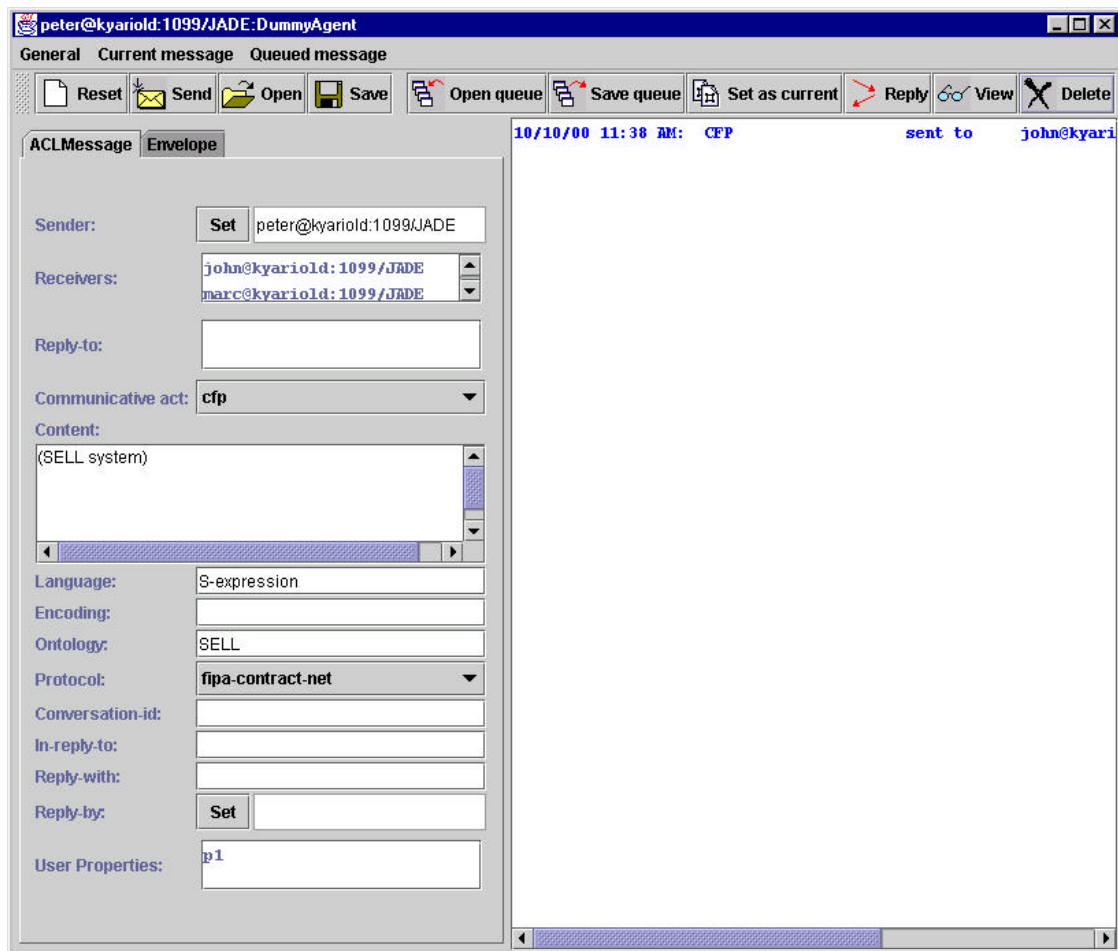 peter@kyariold:1099/JADE:DummyAgent
General Current message Queued message
Reset Send Open Save Open queue Save queue Set as current Reply View Delete
ACLMessage Envelope
10/10/00 11:38 AM: CFP sent to john@kyari
Sender: Set peter@kyariold:1099/JADE
Receivers: john@kyariold:1099/JADE
marc@kyariold:1099/JADE
Reply-to:
Communicative act: cfp
Content:
(SELL system)
Language: S-expression
Encoding:
Ontology: SELL
Protocol: fipa-contract-net
Conversation-id:
In-reply-to:
Reply-with:
Reply-by: Set
User Properties: p1